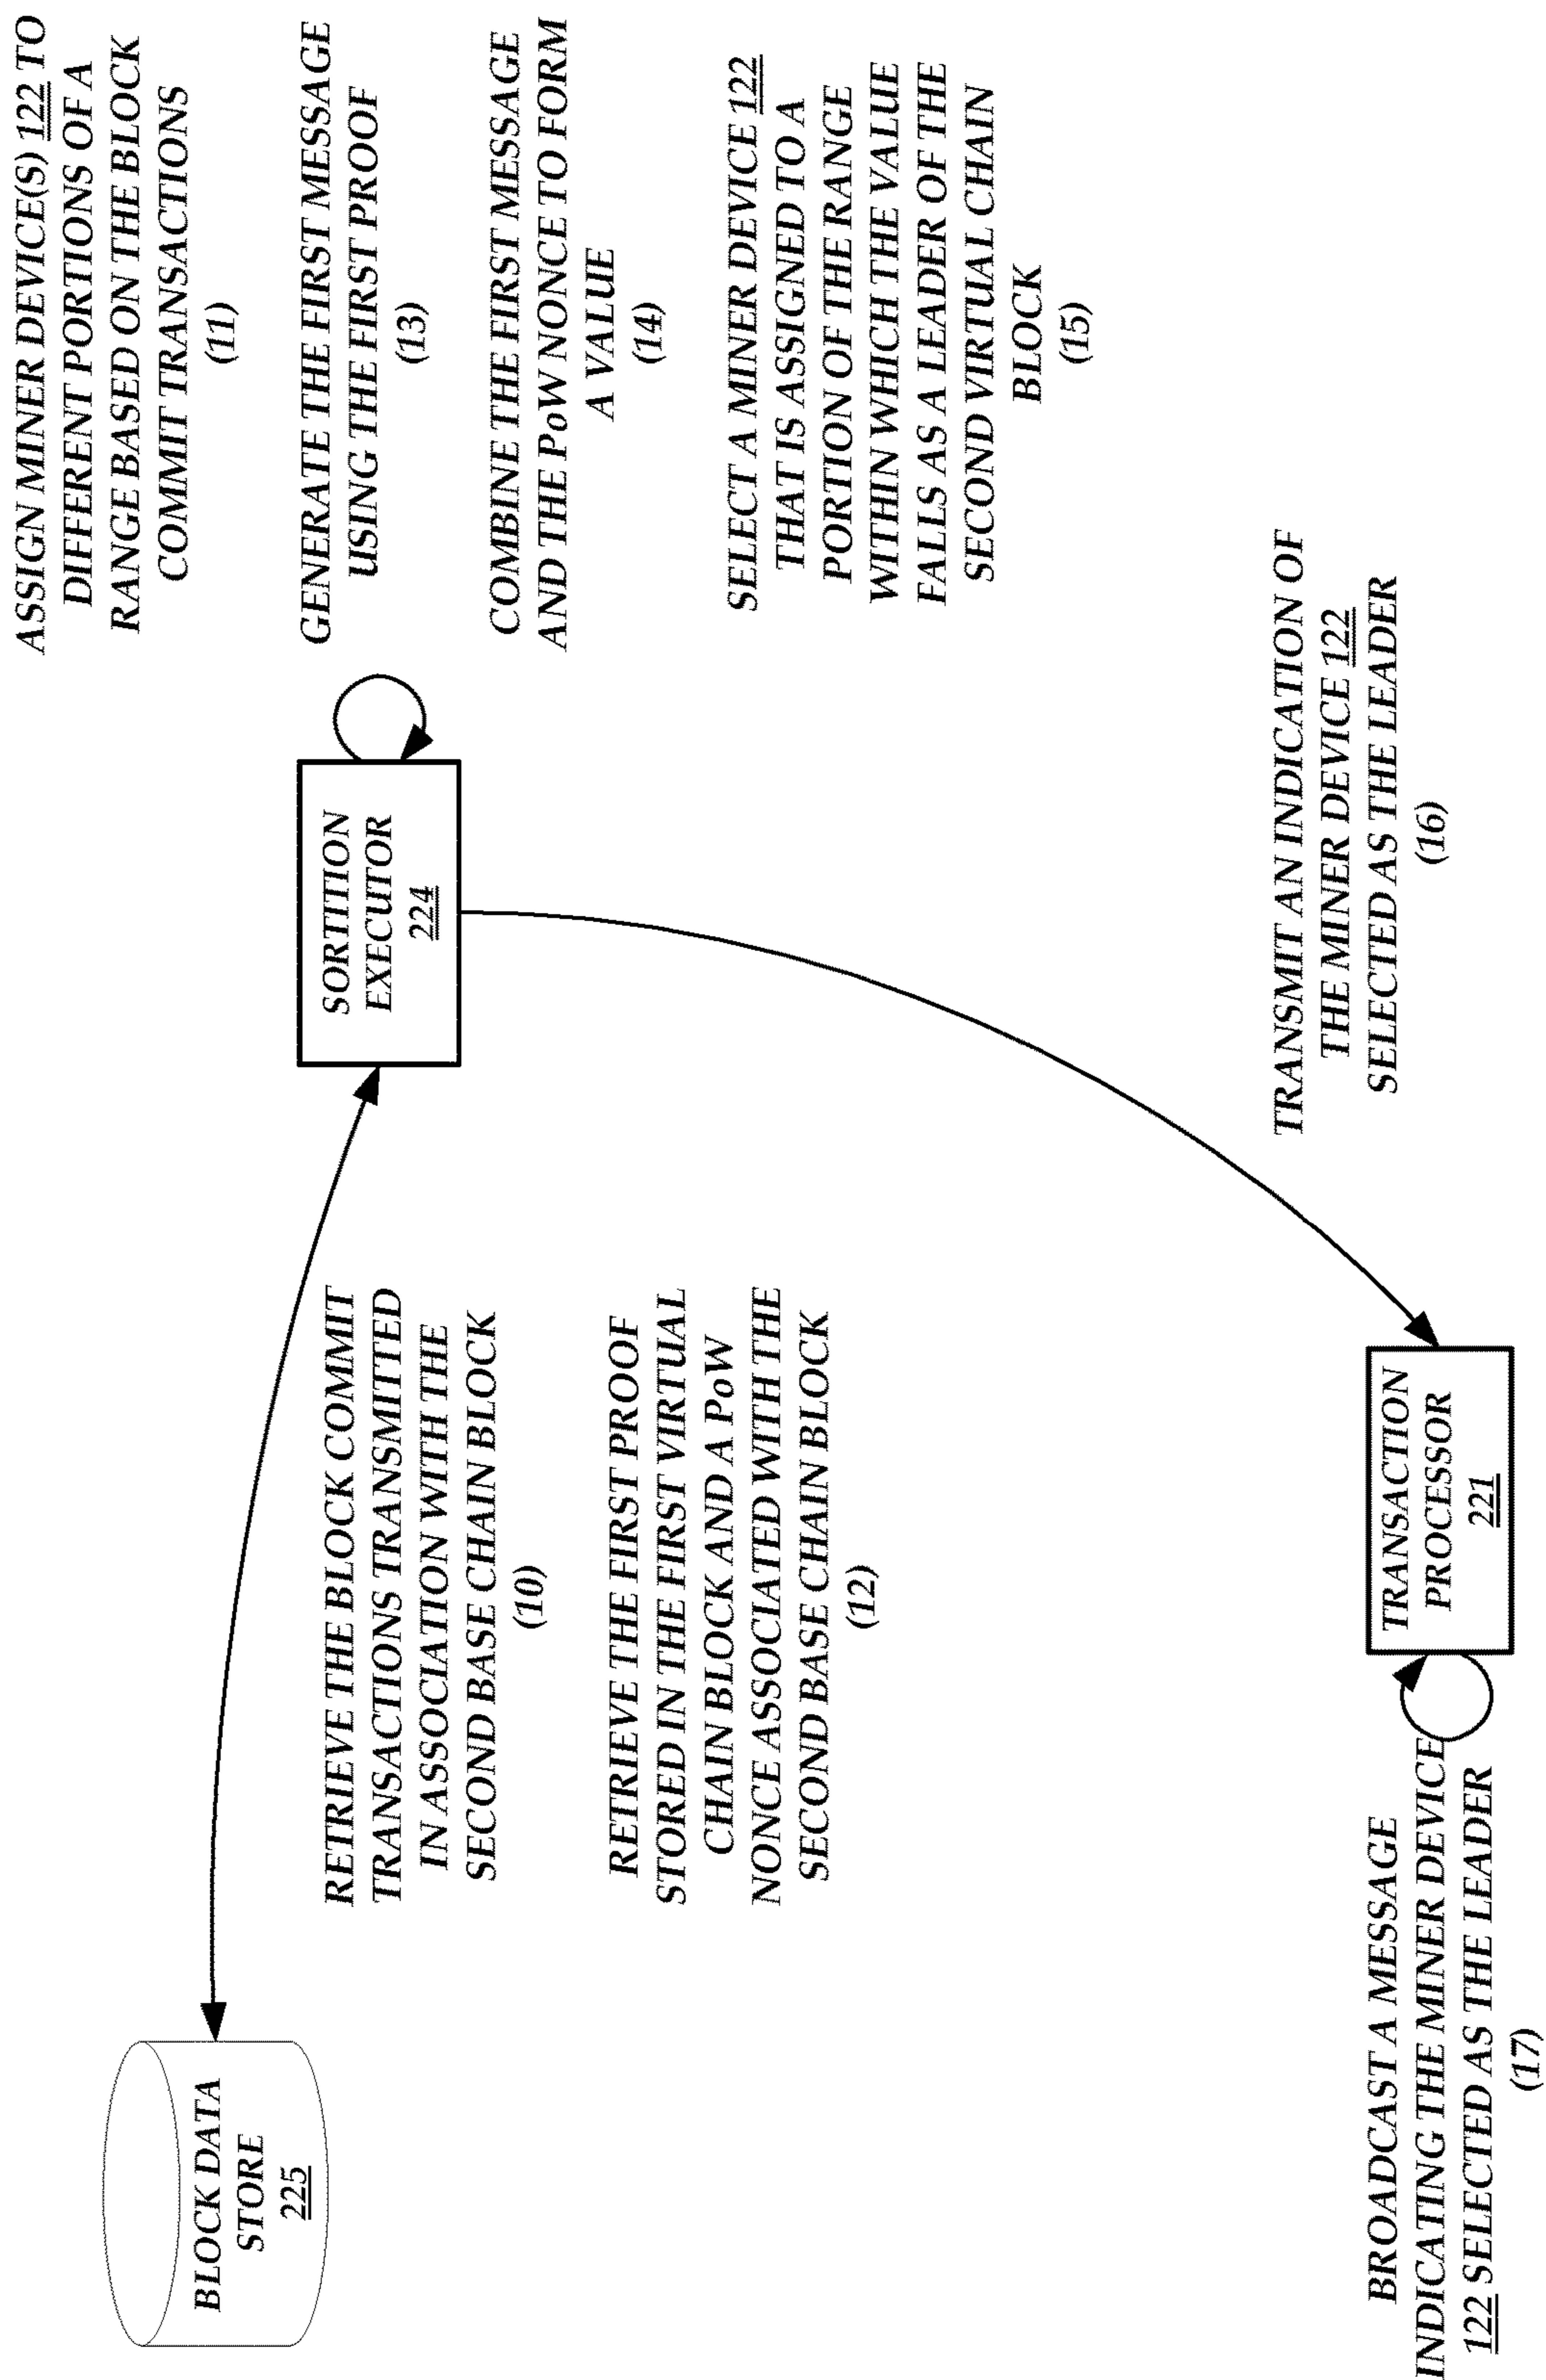 BLOCK DATA
STORE
225
RETRIEVE THE BLOCK COMMIT
TRANSACTIONS TRANSMITTED
IN ASSOCIATION WITH THE
SECOND BASE CHAIN BLOCK
(10)
RETRIEVE THE FIRST PROOF
STORED IN THE FIRST VIRTUAL
CHAIN BLOCK AND A PoW
NONCE ASSOCIATED WITH THE
SECOND BASE CHAIN BLOCK
(12)
SORTITION
EXECUTOR
224
ASSIGN MINER DEVICE(S) 122 TO
DIFFERENT PORTIONS OF A
RANGE BASED ON THE BLOCK
COMMIT TRANSACTIONS
(11)
GENERATE THE FIRST MESSAGE
USING THE FIRST PROOF
(13)
COMBINE THE FIRST MESSAGE
AND THE PoW NONCE TO FORM
A VALUE
(14)
SELECT A MINER DEVICE 122
THAT IS ASSIGNED TO A
PORTION OF THE RANGE
WITHIN WHICH THE VALUE
FALLS AS A LEADER OF THE
SECOND VIRTUAL CHAIN
BLOCK
(15)
TRANSMIT AN INDICATION OF
THE MINER DEVICE 122
SELECTED AS THE LEADER
(16)
TRANSACTION
PROCESSOR
221
BROADCAST A MESSAGE
INDICATING THE MINER DEVICE
122 SELECTED AS THE LEADER
(17)